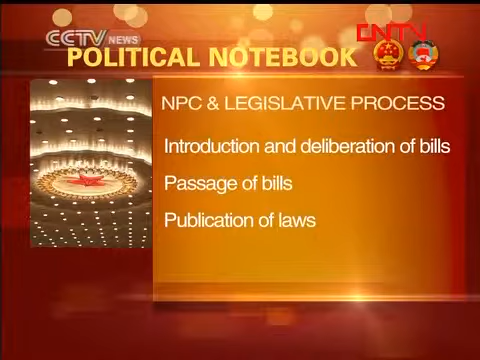 CCTV NEWS
CNTV
POLITICAL NOTEBOOK
NPC & LEGISLATIVE PROCESS
Introduction and deliberation of bills
Passage of bills
Publication of laws